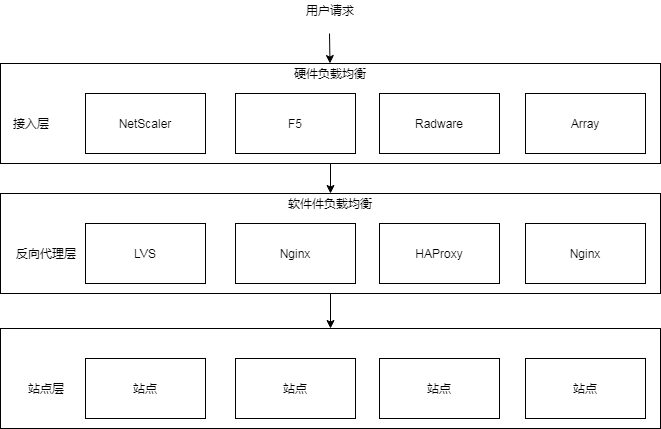 用户请求
硬件负载均衡
接入层
NetScaler
F5
Radware
Array
软件件负载均衡
反向代理层
LVS
Nginx
HAProxy
Nginx
站点层
站点
站点
站点
站点